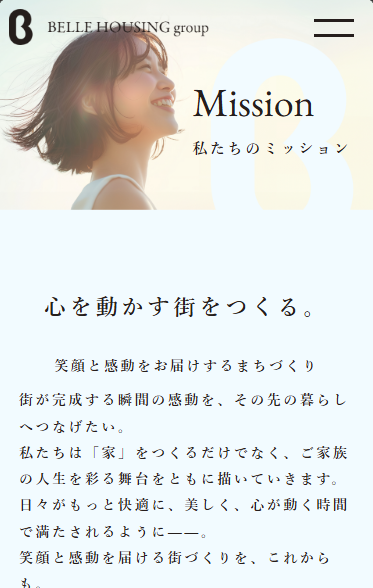 BELLE HOUSING group
Mission
私たちのミッション
心を動かす街をつくる。
笑顔と感動をお届けするまちづくり
街が完成する瞬間の感動を、その先の暮らし
へつなげたい。
私たちは「家」をつくるだけでなく、ご家族
の人生を彩る舞台をともに描いていきます。
日々がもっと快適に、美しく、心が動く時間
で満たされるように——。
笑顔と感動を届ける街づくりを、これから
も。